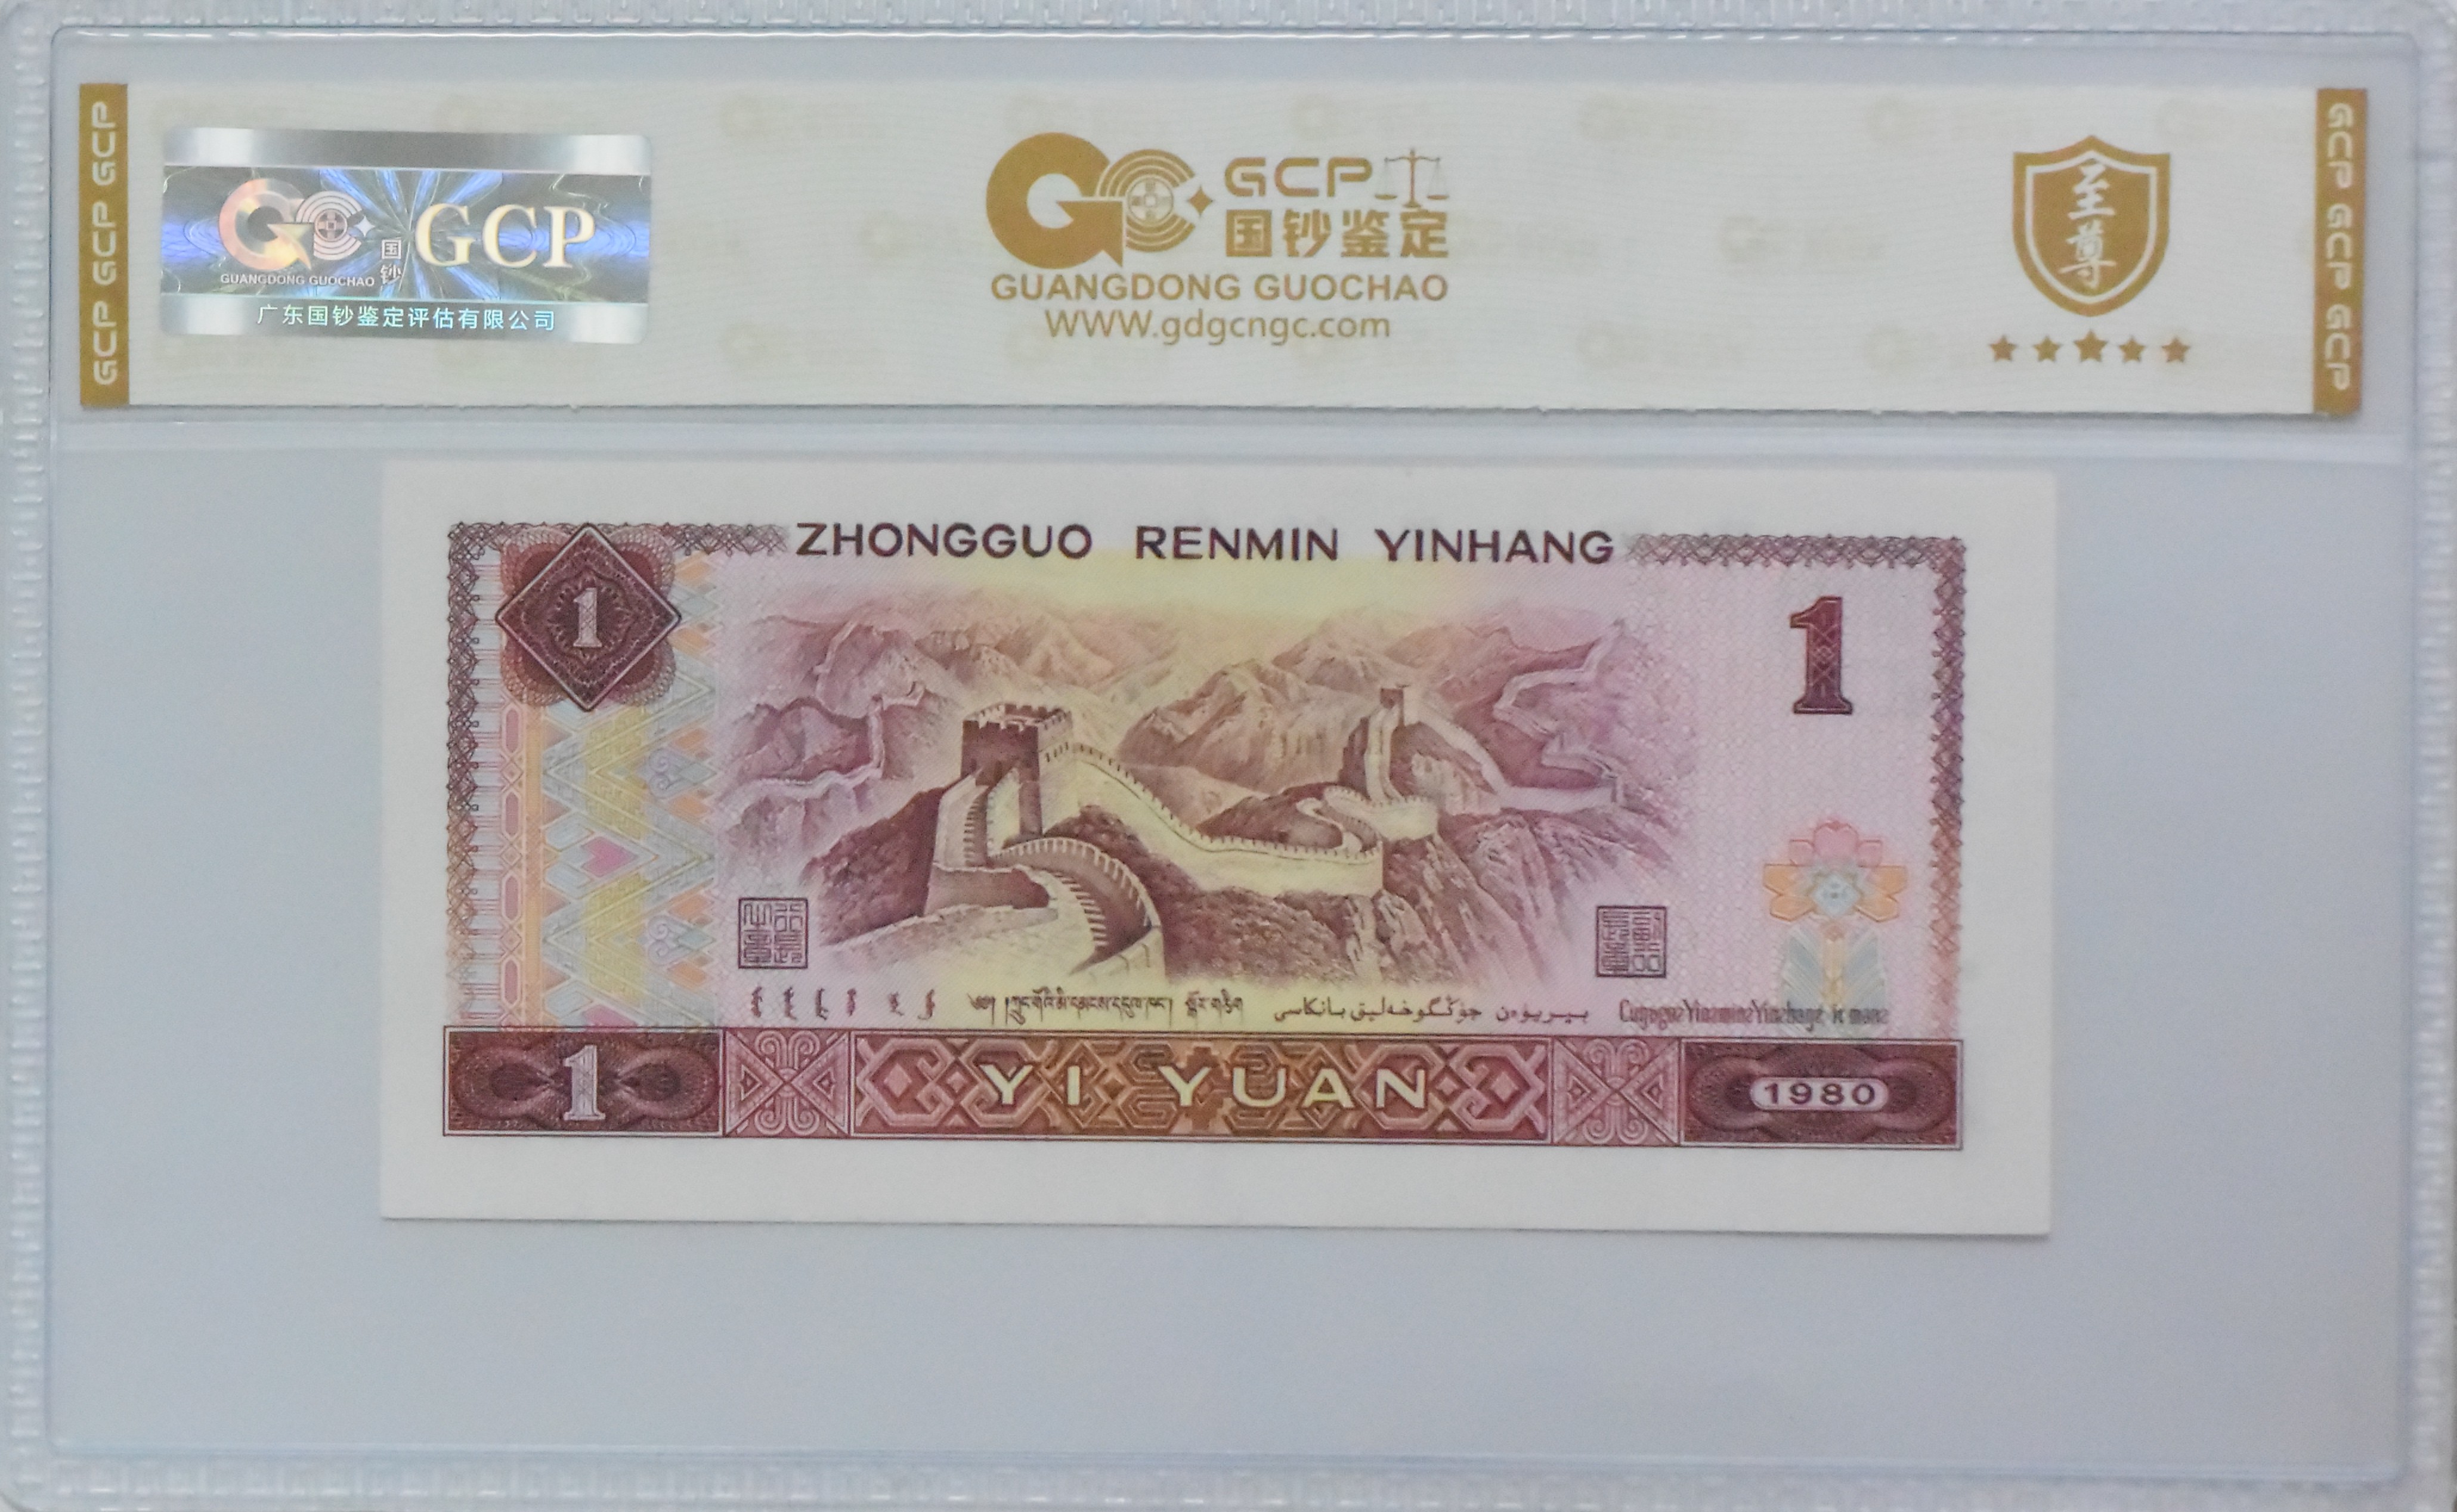 GCP GCP GCP
国钞
GCP
GUANGDONG GUOCHAO
广东国钞鉴定评估有限公司
GCP
国钞鉴定
GUANGDONG GUOCHAO
WWW.gdgcngc.com
至尊
GCP GCP GCP
ZHONGGUO RENMIN YINHANG
1
1
YI YUAN
1
1980